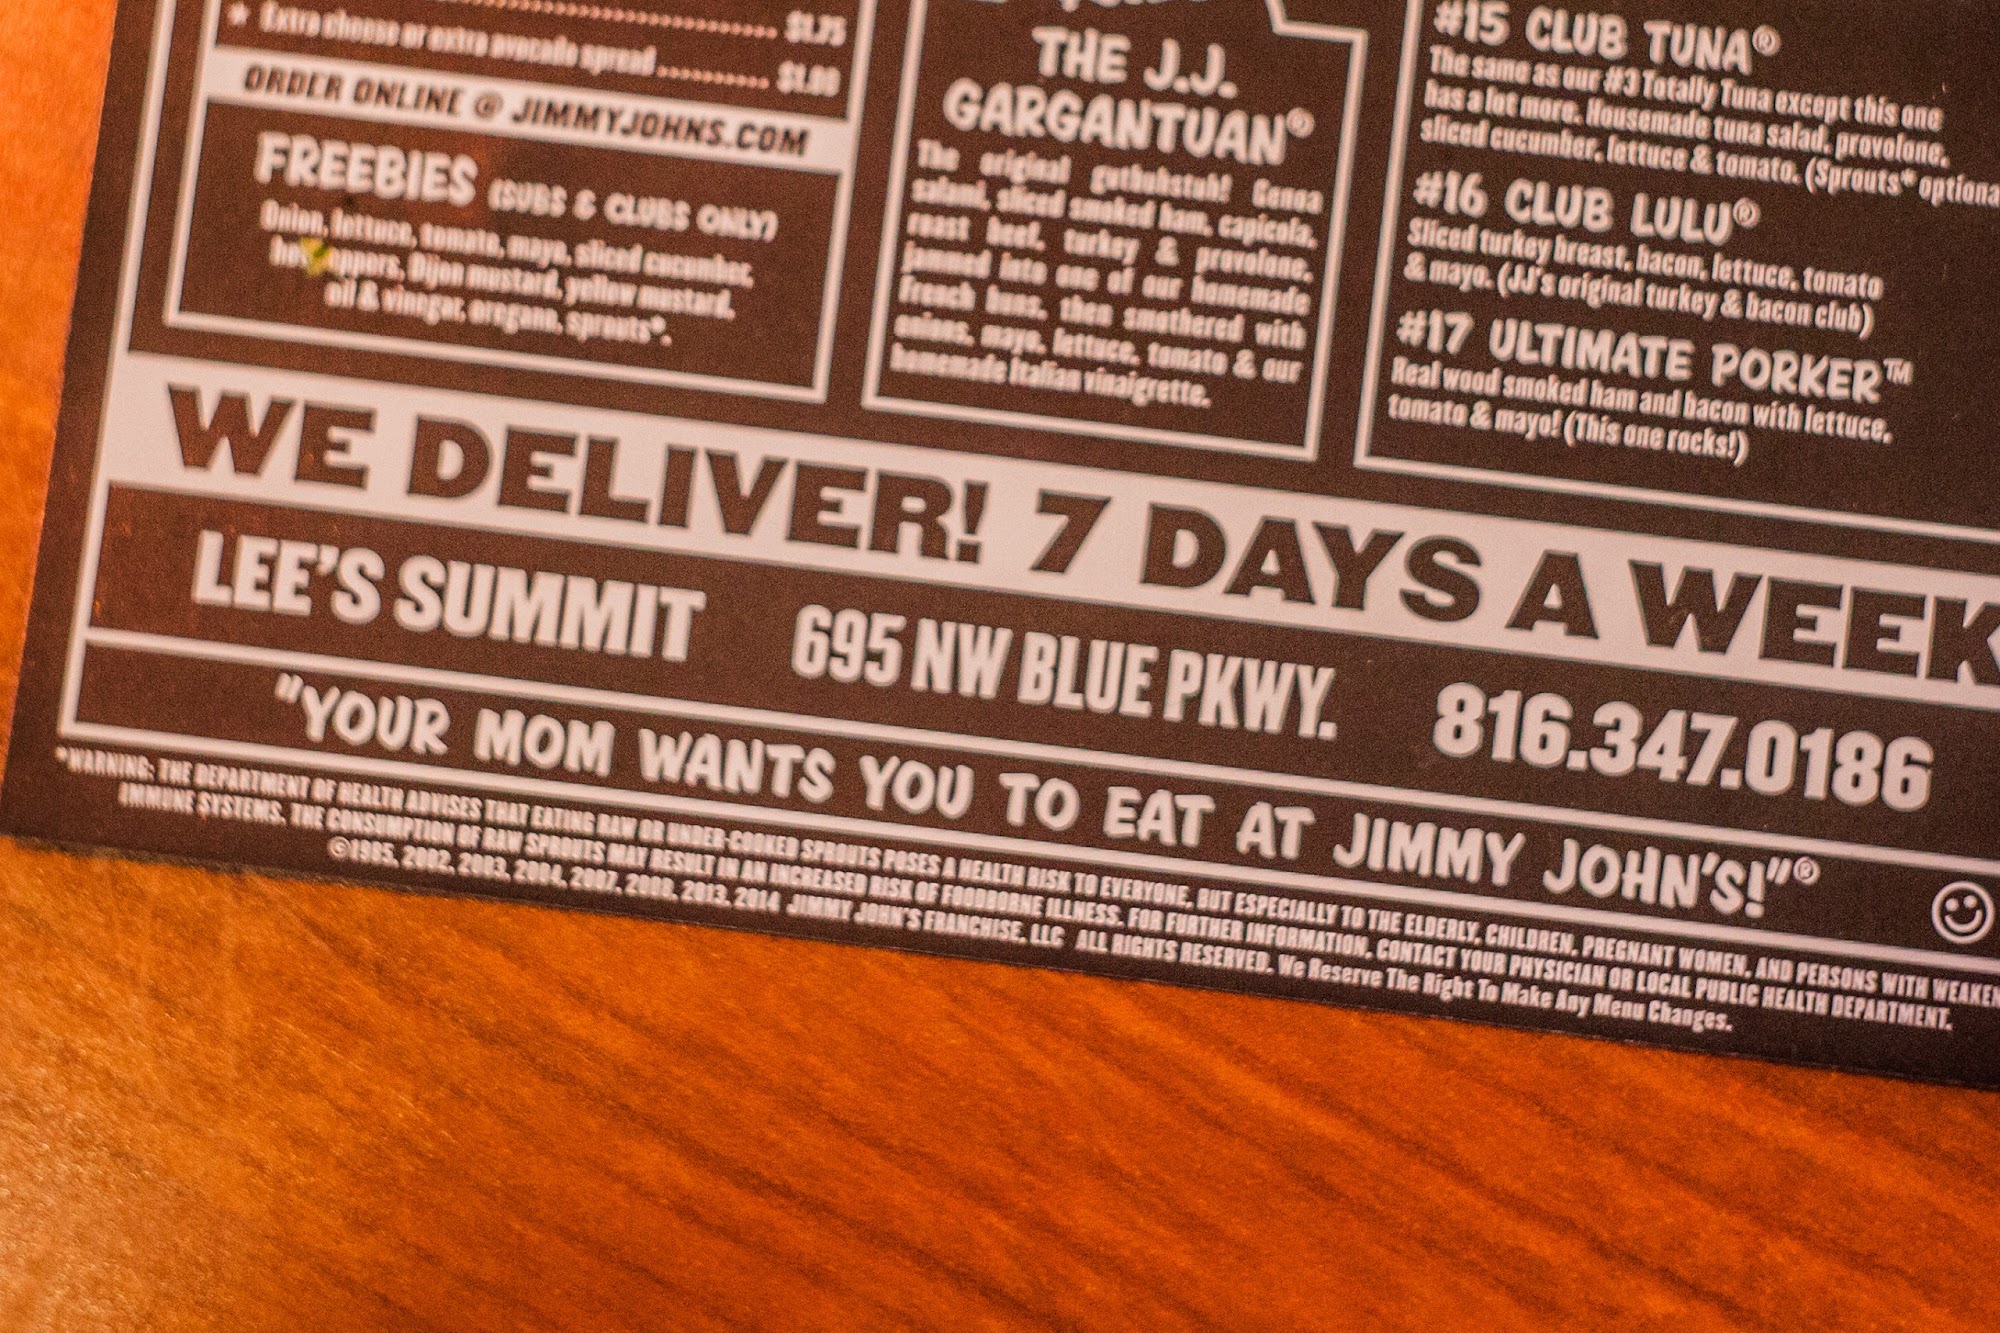 $1.75
★ Extra cheese or extra avocado spread .......... $1.00
ORDER ONLINE @ JIMMYJOHNS.COM
FREEBIES (SUBS & CLUBS ONLY)
Onion, lettuce, tomato, mayo, sliced cucumber,
peppers, Dijon mustard, yellow mustard,
oil & vinegar, oregano, sprouts*.
THE J.J.
GARGANTUAN®
The original gutbuhstuh! Genoa
salami, sliced smoked ham, capicola,
roast beef, turkey & provolone,
jammed into one of our homemade
french buns, then smothered with
onions, mayo, lettuce, tomato & our
homemade Italian vinaigrette.
#15 CLUB TUNA®
The same as our #3 Totally Tuna except this one
has a lot more. Housemade tuna salad, provolone,
sliced cucumber, lettuce & tomato. (Sprouts* optiona
#16 CLUB LULU®
Sliced turkey breast, bacon, lettuce, tomato
& mayo. (JJ's original turkey & bacon club)
#17 ULTIMATE PORKER™
Real wood smoked ham and bacon with lettuce,
tomato & mayo! (This one rocks!)
WE DELIVER! 7 DAYS A WEEK
LEE'S SUMMIT 695 NW BLUE PKWY. 816.347.0186
"YOUR MOM WANTS YOU TO EAT AT JIMMY JOHN'S!"®
*WARNING: THE DEPARTMENT OF HEALTH ADVISES THAT EATING RAW OR UNDER-COOKED SPROUTS POSES A HEALTH RISK TO EVERYONE, BUT ESPECIALLY TO THE ELDERLY, CHILDREN, PREGNANT WOMEN, AND PERSONS WITH WEAKEN
IMMUNE SYSTEMS. THE CONSUMPTION OF RAW SPROUTS MAY RESULT IN AN INCREASED RISK OF FOODBORNE ILLNESS. FOR FURTHER INFORMATION, CONTACT YOUR PHYSICIAN OR LOCAL PUBLIC HEALTH DEPARTMENT.
©1985, 2002, 2003, 2004, 2007, 2008, 2013, 2014 JIMMY JOHN'S FRANCHISE, LLC ALL RIGHTS RESERVED. We Reserve The Right To Make Any Menu Changes.